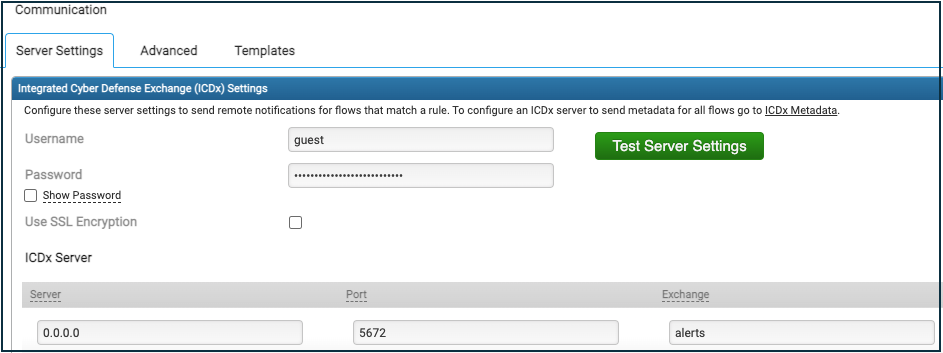 Communication
Server Settings Advanced Templates
Integrated Cyber Defense Exchange (ICDx) Settings
Configure these server settings to send remote notifications for flows that match a rule. To configure an ICDx server to send metadata for all flows go to ICDx Metadata.
Username guest Test Server Settings
Password •••••••••••••••••••••••••••
Show Password
Use SSL Encryption
ICDx Server
Server Port Exchange
0.0.0.0 5672 alerts